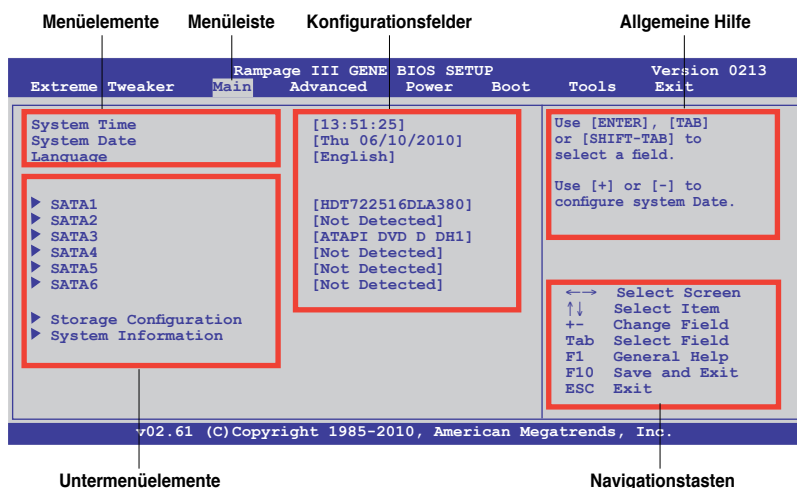 Menüelemente Menüleiste Konfigurationsfelder Allgemeine Hilfe
Rampage III GENE BIOS SETUP Version 0213
Extreme Tweaker Main Advanced Power Boot Tools Exit
System Time [13:51:25]
System Date [Thu 06/10/2010]
Language [English]
SATA1 [HDT722516DLA380]
SATA2 [Not Detected]
SATA3 [ATAPI DVD D DH1]
SATA4 [Not Detected]
SATA5 [Not Detected]
SATA6 [Not Detected]
Storage Configuration
System Information
Use [ENTER], [TAB]
or [SHIFT-TAB] to
select a field.
Use [+] or [-] to
configure system Date.
←→ Select Screen
↑↓ Select Item
+- Change Field
Tab Select Field
F1 General Help
F10 Save and Exit
ESC Exit
v02.61 (C)Copyright 1985-2010, American Megatrends, Inc.
Untermenüelemente Navigationstasten